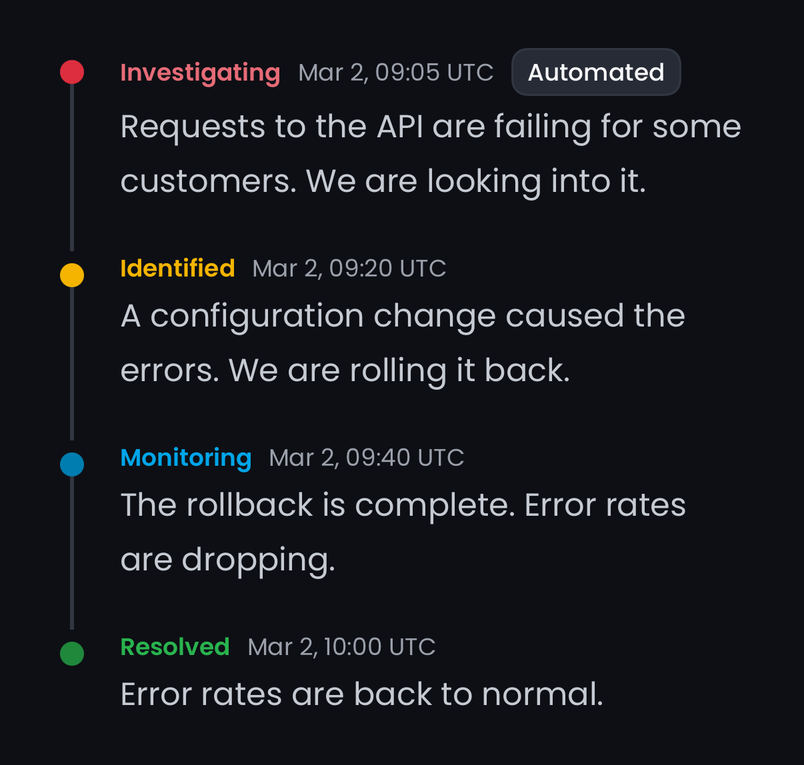 Investigating Mar 2, 09:05 UTC Automated
Requests to the API are failing for some
customers. We are looking into it.
Identified Mar 2, 09:20 UTC
A configuration change caused the
errors. We are rolling it back.
Monitoring Mar 2, 09:40 UTC
The rollback is complete. Error rates
are dropping.
Resolved Mar 2, 10:00 UTC
Error rates are back to normal.